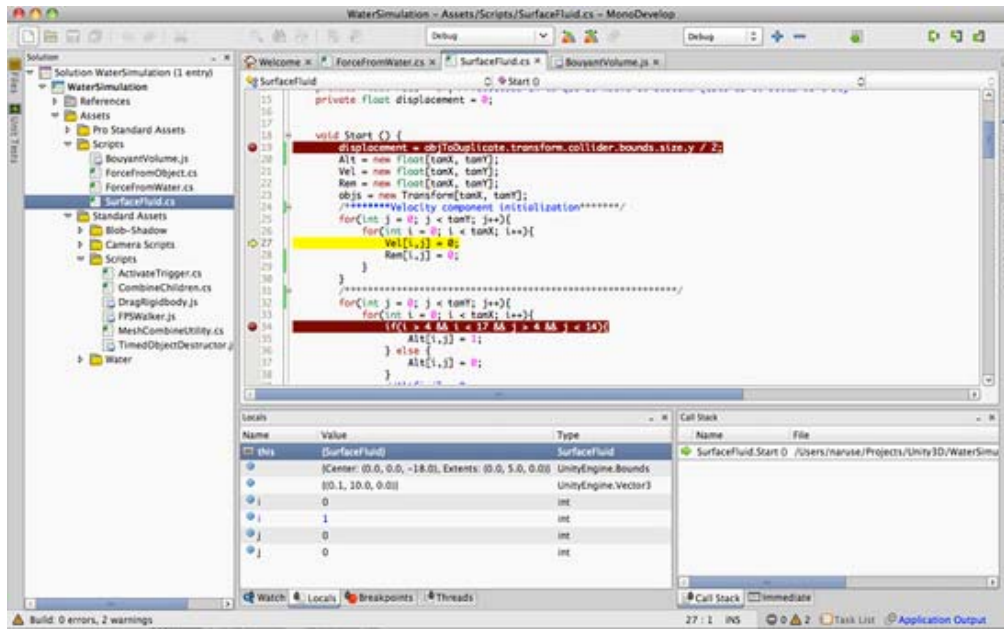 WaterSimulation – Assets/Scripts/SurfaceFluid.cs – MonoDevelop
Debug
Debug
Solution
Files
Unit Tests
Solution WaterSimulation (1 entry)
WaterSimulation
References
Assets
Pro Standard Assets
Scripts
BouyantVolume.js
ForceFromObject.cs
ForceFromWater.cs
SurfaceFluid.cs
Standard Assets
Blob-Shadow
Camera Scripts
Scripts
ActivateTrigger.cs
CombineChildren.cs
DragRigidbody.js
FPSWalker.js
MeshCombineUtility.cs
TimedObjectDestructor.j
Water
Welcome × ForceFromWater.cs × SurfaceFluid.cs × BouyantVolume.js ×
SurfaceFluid Start ()
15 private float displacement = 0;
16
17
18 void Start () {
19 displacement = objToDuplicate.transform.collider.bounds.size.y / 2;
20 Alt = new float[tamX, tamY];
21 Vel = new float[tamX, tamY];
22 Rem = new float[tamX, tamY];
23 objs = new Transform[tamX, tamY];
24 /********Velocity component initialization*******/
25 for(int j = 0; j < tamY; j++){
26 for(int i = 0; i < tamX; i++){
27 Vel[i,j] = 0;
28 Rem[i,j] = 0;
29 }
30 }
31 /**********************************************************/
32 for(int j = 0; j < tamY; j++){
33 for(int i = 0; i < tamX; i++){
34 if(i > 4 && i < 17 && j > 4 && j < 14){
35 Alt[i,j] = 1;
36 } else {
37 Alt[i,j] = 0;
38 }
Locals
Name Value Type
this {SurfaceFluid} SurfaceFluid
{Center: (0.0, 0.0, -18.0), Extents: (0.0, 5.0, 0.0)} UnityEngine.Bounds
{(0.1, 10.0, 0.0)} UnityEngine.Vector3
i 0 int
i 1 int
j 0 int
j 0 int
Watch Locals Breakpoints Threads
Call Stack
Name File
SurfaceFluid.Start () /Users/naruse/Projects/Unity3D/WaterSimu
Call Stack Immediate
Build: 0 errors, 2 warnings
27 : 1 INS 0 2 Task List Application Output